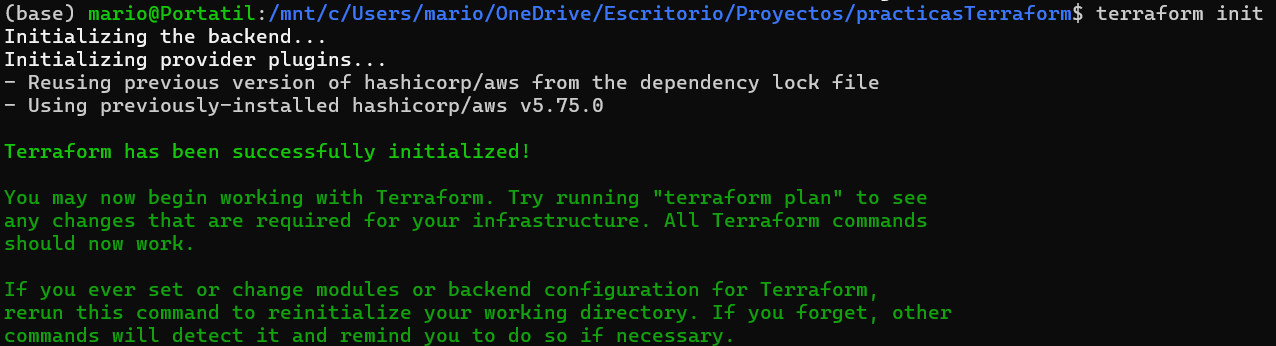 (base) mario@Portatil:/mnt/c/Users/mario/OneDrive/Escritorio/Proyectos/practicasTerraform$ terraform init
Initializing the backend...
Initializing provider plugins...
- Reusing previous version of hashicorp/aws from the dependency lock file
- Using previously-installed hashicorp/aws v5.75.0
Terraform has been successfully initialized!
You may now begin working with Terraform. Try running "terraform plan" to see
any changes that are required for your infrastructure. All Terraform commands
should now work.
If you ever set or change modules or backend configuration for Terraform,
rerun this command to reinitialize your working directory. If you forget, other
commands will detect it and remind you to do so if necessary.